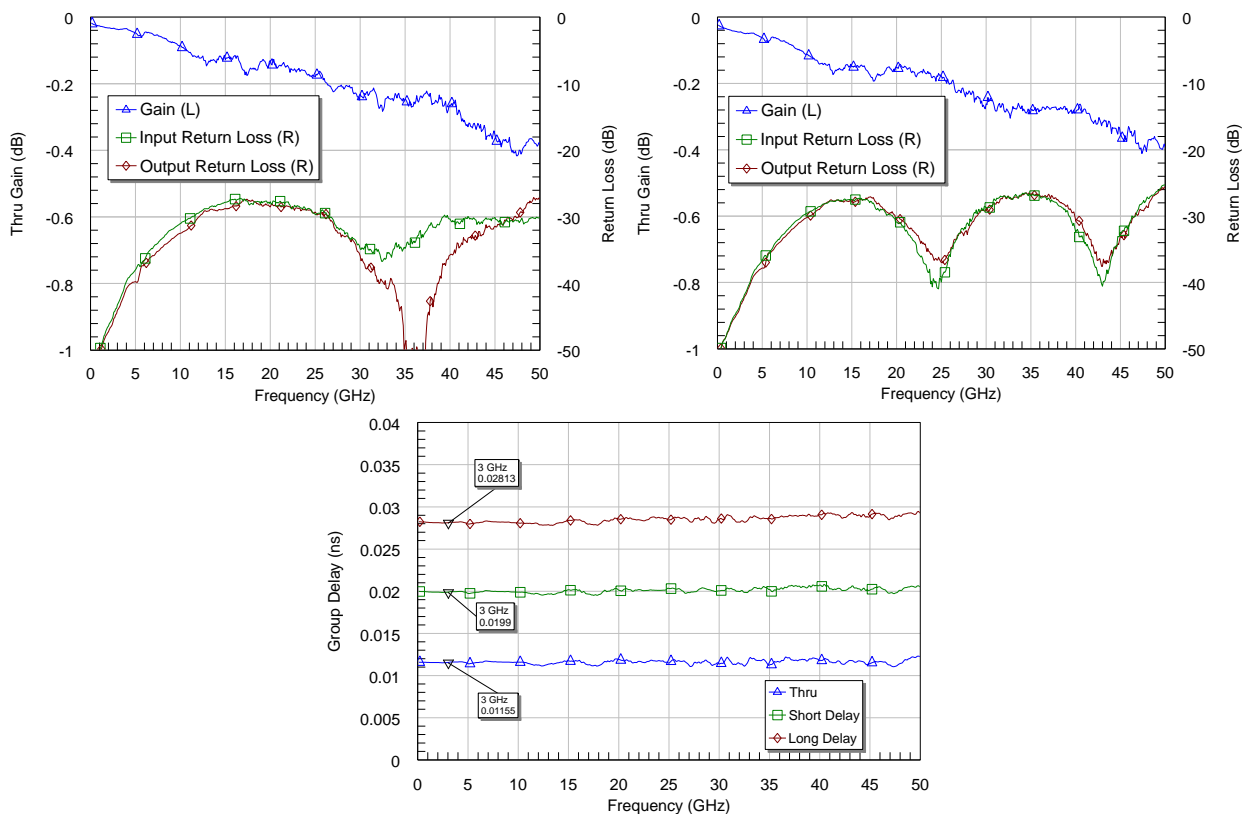 0
-0.2
-0.4
-0.6
-0.8
-1
Thru Gain (dB)
Gain (L)
Input Return Loss (R)
Output Return Loss (R)
0
-10
-20
-30
-40
-50
Return Loss (dB)
0 5 10 15 20 25 30 35 40 45 50
Frequency (GHz)
0
-0.2
-0.4
-0.6
-0.8
-1
Thru Gain (dB)
Gain (L)
Input Return Loss (R)
Output Return Loss (R)
0
-10
-20
-30
-40
-50
Return Loss (dB)
0 5 10 15 20 25 30 35 40 45 50
Frequency (GHz)
0.04
0.035
0.03
0.025
0.02
0.015
0.01
0.005
0
Group Delay (ns)
3 GHz
0.02813
3 GHz
0.0199
3 GHz
0.01155
Thru
Short Delay
Long Delay
0 5 10 15 20 25 30 35 40 45 50
Frequency (GHz)